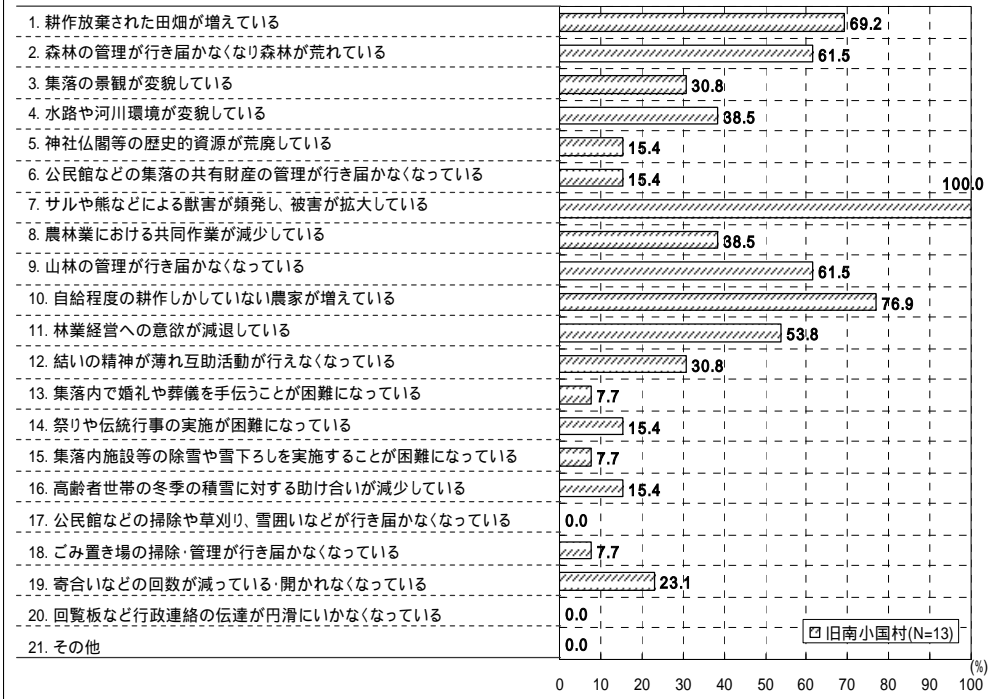 1. 耕作放棄された田畑が増えている 69.2
2. 森林の管理が行き届かなくなり森林が荒れている 61.5
3. 集落の景観が変貌している 30.8
4. 水路や河川環境が変貌している 38.5
5. 神社仏閣等の歴史的資源が荒廃している 15.4
6. 公民館などの集落の共有財産の管理が行き届かなくなっている 15.4
7. サルや熊などによる獣害が頻発し、被害が拡大している 100.0
8. 農林業における共同作業が減少している 38.5
9. 山林の管理が行き届かなくなっている 61.5
10. 自給程度の耕作しかしていない農家が増えている 76.9
11. 林業経営への意欲が減退している 53.8
12. 結いの精神が薄れ互助活動が行えなくなっている 30.8
13. 集落内で婚礼や葬儀を手伝うことが困難になっている 7.7
14. 祭りや伝統行事の実施が困難になっている 15.4
15. 集落内施設等の除雪や雪下ろしを実施することが困難になっている 7.7
16. 高齢者世帯の冬季の積雪に対する助け合いが減少している 15.4
17. 公民館などの掃除や草刈り、雪囲いなどが行き届かなくなっている 0.0
18. ごみ置き場の掃除・管理が行き届かなくなっている 7.7
19. 寄合いなどの回数が減っている・開かれなくなっている 23.1
20. 回覧板など行政連絡の伝達が円滑にいかなくなっている 0.0
21. その他 0.0
旧南小国村(N=13)
(%)
0 10 20 30 40 50 60 70 80 90 100